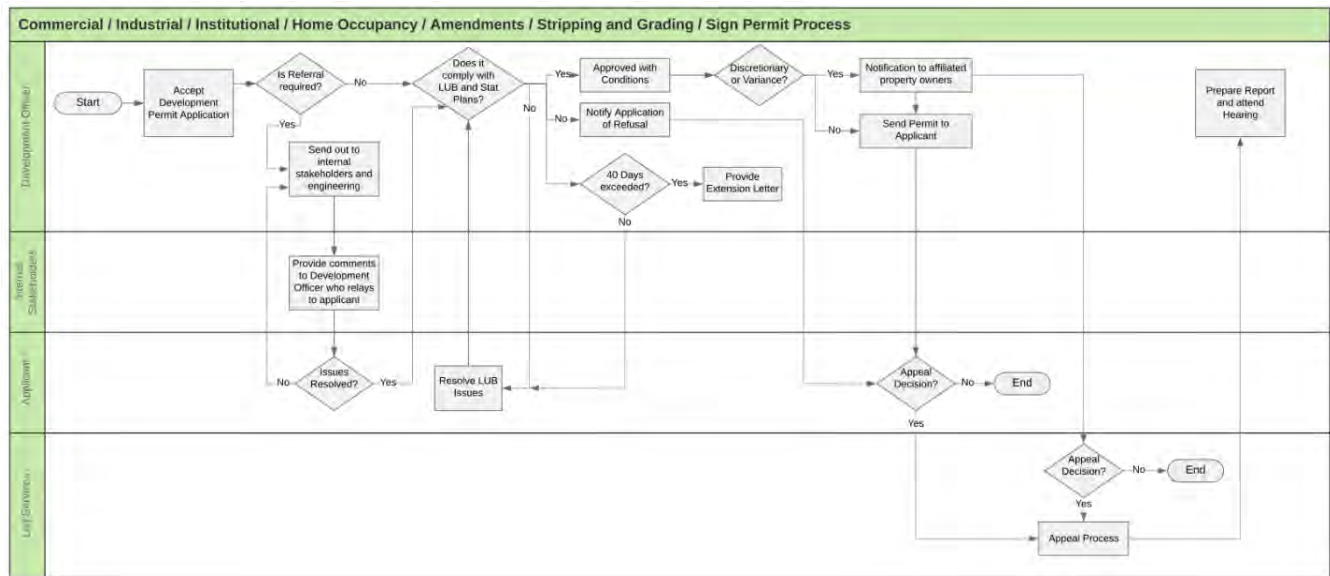 Commercial / Industrial / Institutional / Home Occupancy / Amendments / Stripping and Grading / Sign Permit Process
Development Officer
Start
Accept
Development
Permit Application
Is Referral
required?
No
Yes
Send out to
internal
stakeholders and
engineering
Does it
comply with
LUB and Stat
Plans?
Yes
No
No
Approved with
Conditions
Notify Application
of Refusal
40 Days
exceeded?
Yes
No
Provide
Extension Letter
Discretionary
or Variance?
Yes
No
Notification to affiliated
property owners
Send Permit to
Applicant
Prepare Report
and attend
Hearing
Internal
Stakeholders
Provide comments
to Development
Officer who relays
to applicant
Applicant
Issues
Resolved?
No
Yes
Resolve LUB
Issues
Appeal
Decision?
No
End
Yes
Appeal
Decision?
No
End
Yes
Appeal Process